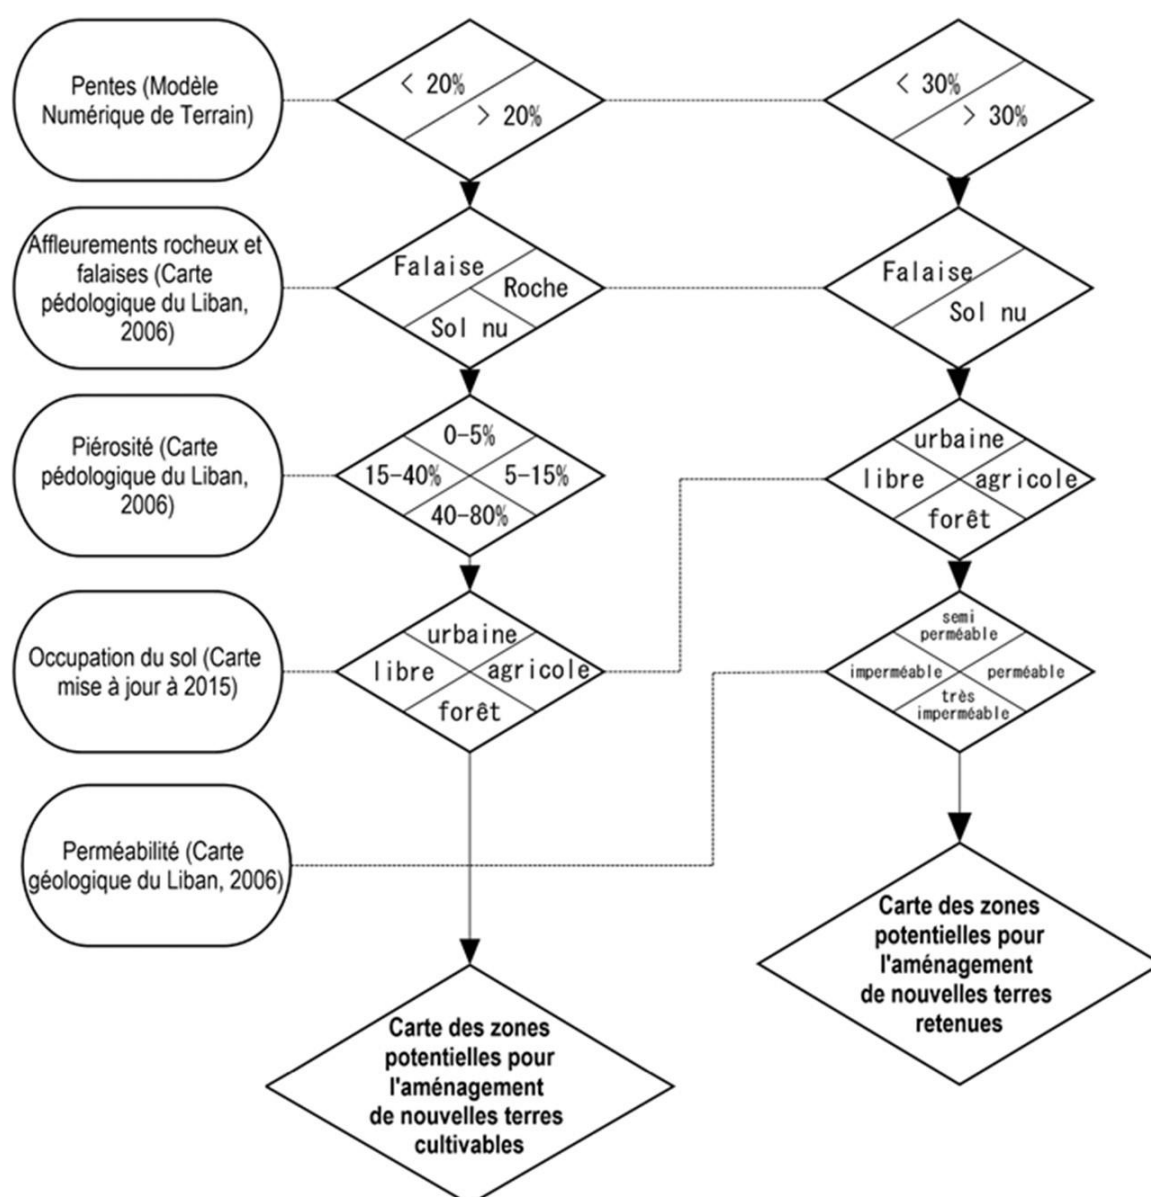 Pentes (Modèle
Numérique de Terrain)
< 20%
> 20%
< 30%
> 30%
Affleurements rocheux et
falaises (Carte
pédologique du Liban,
2006)
Falaise
Roche
Sol nu
Falaise
Sol nu
Piérosité (Carte
pédologique du Liban,
2006)
0-5%
15-40%
5-15%
40-80%
urbaine
libre
agricole
forêt
Occupation du sol (Carte
mise à jour à 2015)
urbaine
libre
agricole
forêt
semi
perméable
imperméable
perméable
très
imperméable
Perméabilité (Carte
géologique du Liban, 2006)
Carte des zones
potentielles pour
l'aménagement
de nouvelles terres
retenues
Carte des zones
potentielles pour
l'aménagement
de nouvelles terres
cultivables